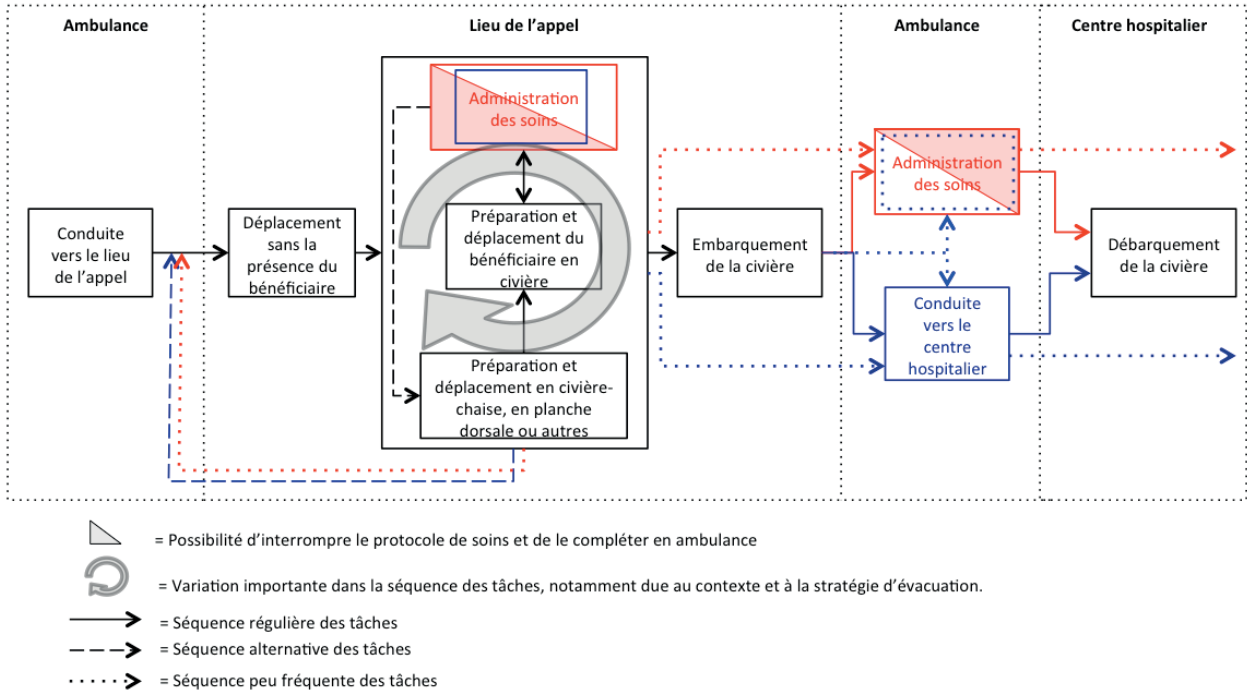 Ambulance
Lieu de l’appel
Ambulance
Centre hospitalier
Conduite
vers le lieu
de l’appel
Déplacement
sans la
présence du
bénéficiaire
Administration
des soins
Préparation et
déplacement du
bénéficiaire en
civière
Préparation et
déplacement en civière-
chaise, en planche
dorsale ou autres
Embarquement
de la civière
Administration
des soins
Conduite
vers le
centre
hospitalier
Débarquement
de la civière
= Possibilité d’interrompre le protocole de soins et de le compléter en ambulance
= Variation importante dans la séquence des tâches, notamment due au contexte et à la stratégie d’évacuation.
= Séquence régulière des tâches
= Séquence alternative des tâches
= Séquence peu fréquente des tâches